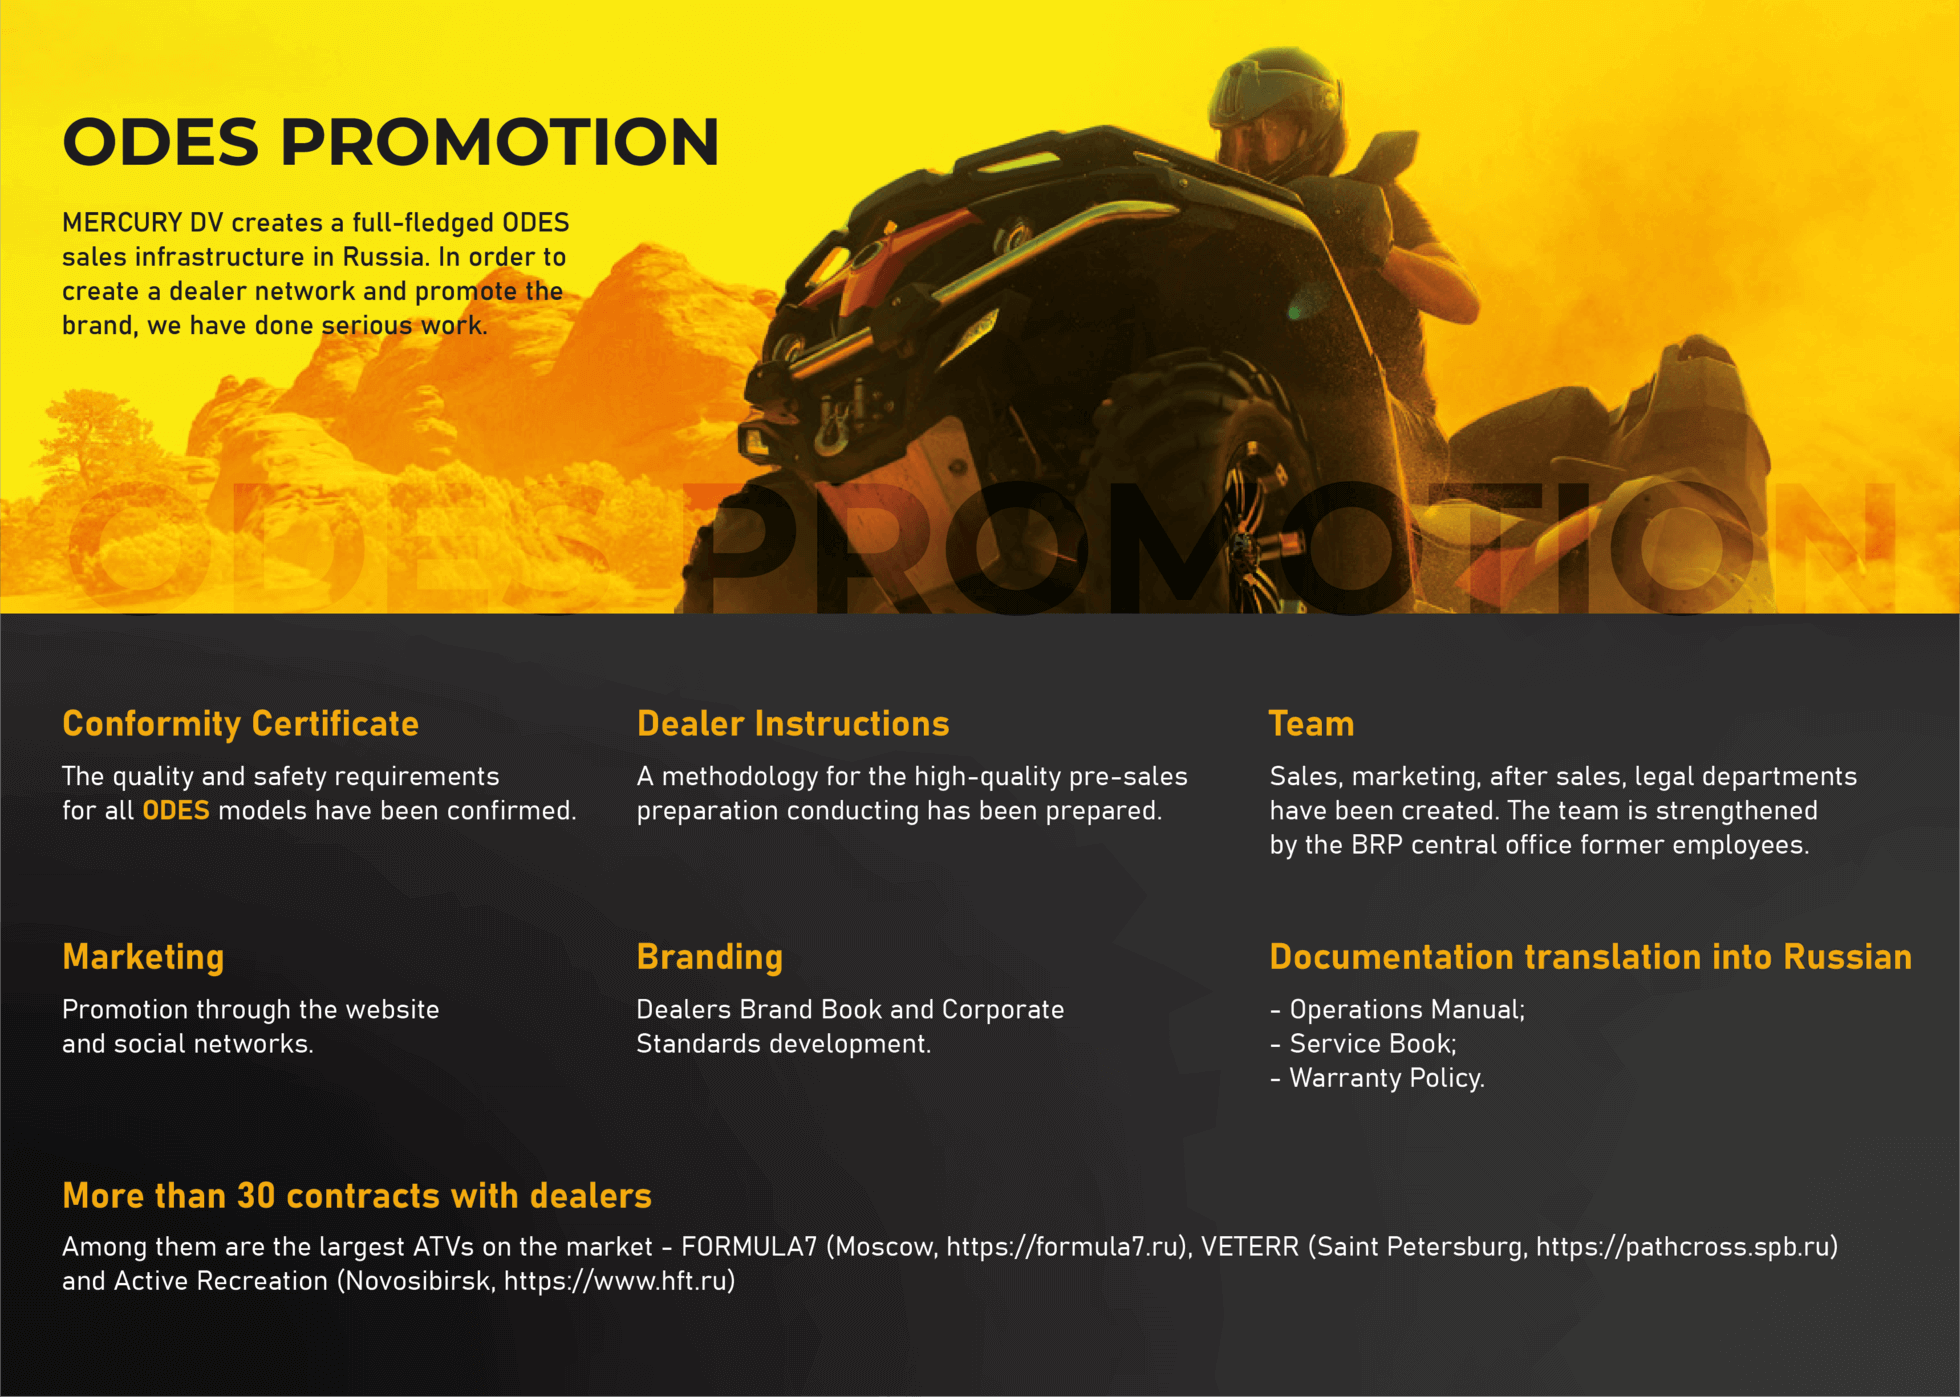 ODES PROMOTION
MERCURY DV creates a full-fledged ODES
sales infrastructure in Russia. In order to
create a dealer network and promote the
brand, we have done serious work.
ODES PROMOTION
Conformity Certificate
The quality and safety requirements
for all ODES models have been confirmed.
Dealer Instructions
A methodology for the high-quality pre-sales
preparation conducting has been prepared.
Team
Sales, marketing, after sales, legal departments
have been created. The team is strengthened
by the BRP central office former employees.
Marketing
Promotion through the website
and social networks.
Branding
Dealers Brand Book and Corporate
Standards development.
Documentation translation into Russian
- Operations Manual;
- Service Book;
- Warranty Policy.
More than 30 contracts with dealers
Among them are the largest ATVs on the market - FORMULA7 (Moscow, https://formula7.ru), VETERR (Saint Petersburg, https://pathcross.spb.ru)
and Active Recreation (Novosibirsk, https://www.hft.ru)